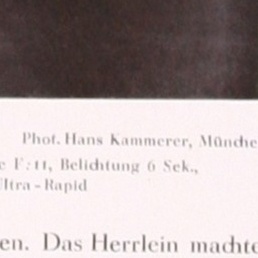 Phot. Hans Kammerer, Münche
e F: 11, Belichtung 6 Sek.,
Ultra-Rapid
en. Das Herrlein machte